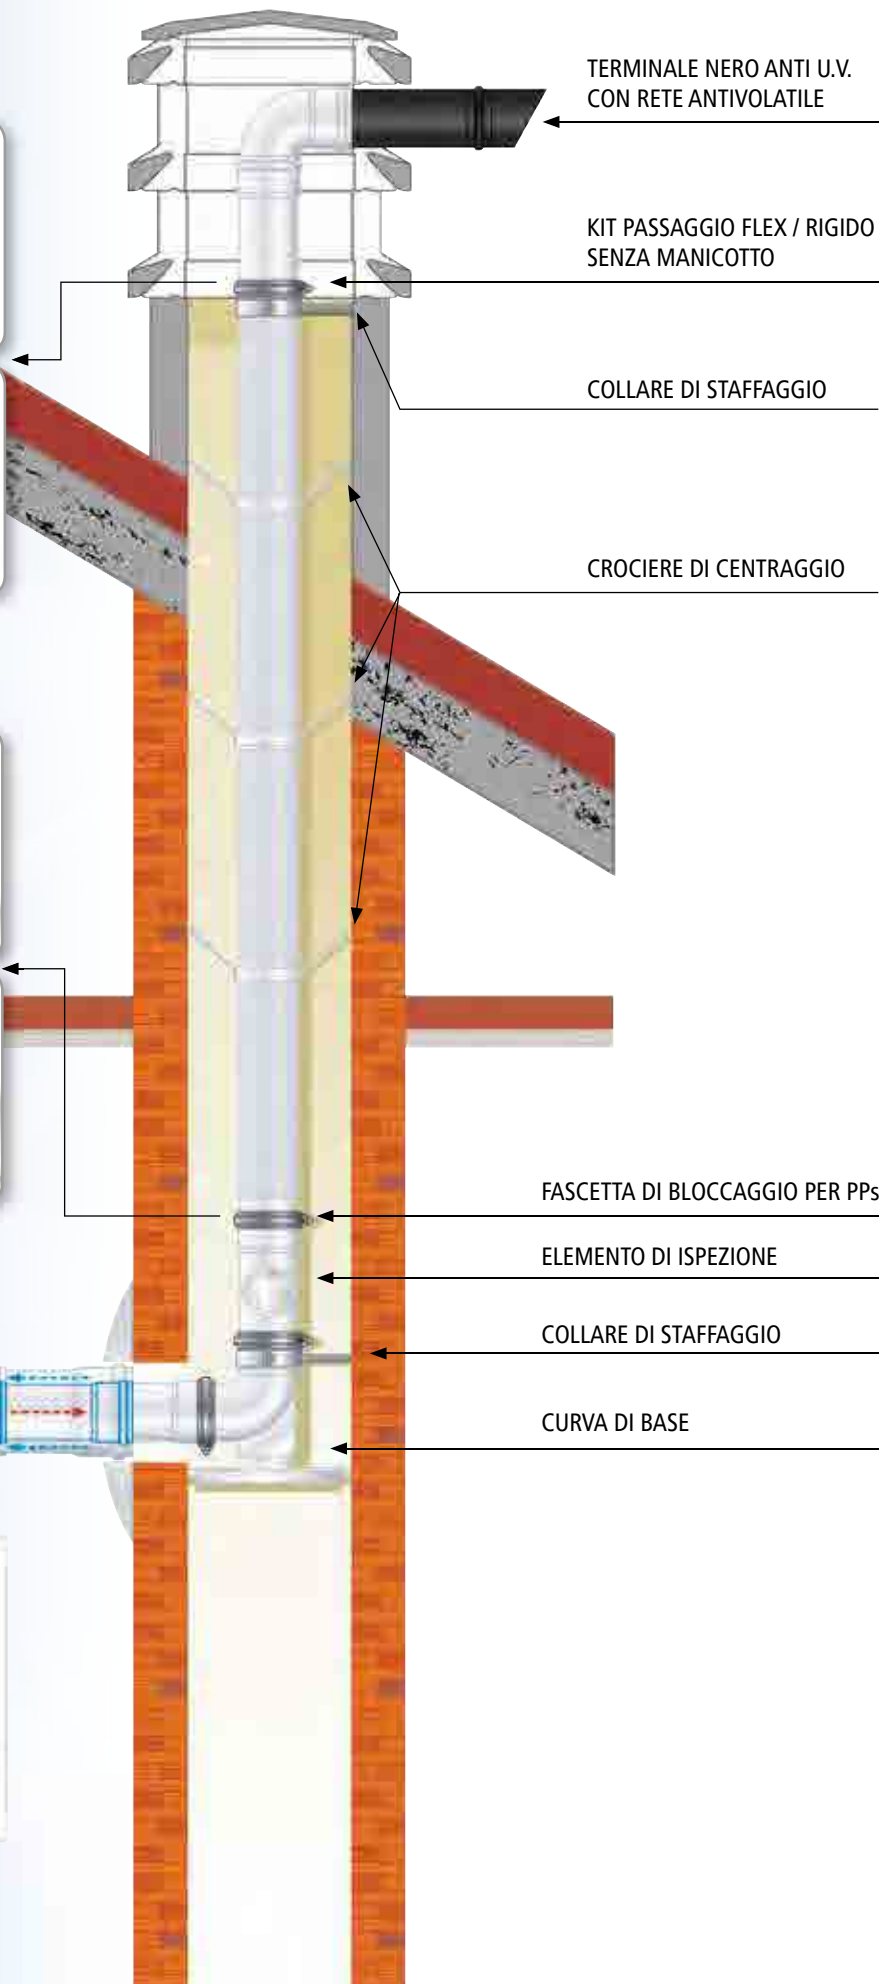 TERMINALE NERO ANTI U.V.
CON RETE ANTIVOLATILE
KIT PASSAGGIO FLEX / RIGIDO
SENZA MANICOTTO
COLLARE DI STAFFAGGIO
CROCIERE DI CENTRAGGIO
FASCETTA DI BLOCCAGGIO PER PPs
ELEMENTO DI ISPEZIONE
COLLARE DI STAFFAGGIO
CURVA DI BASE